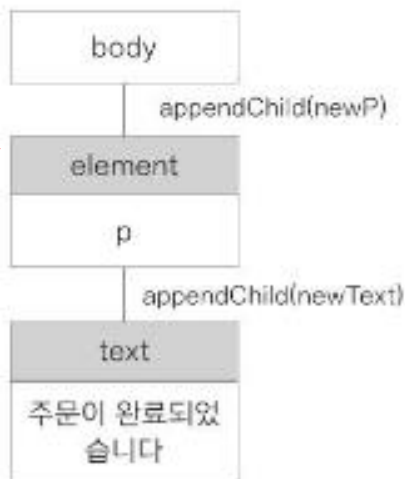 body
appendChild(newP)
element
p
appendChild(newText)
text
주문이 완료되었
습니다